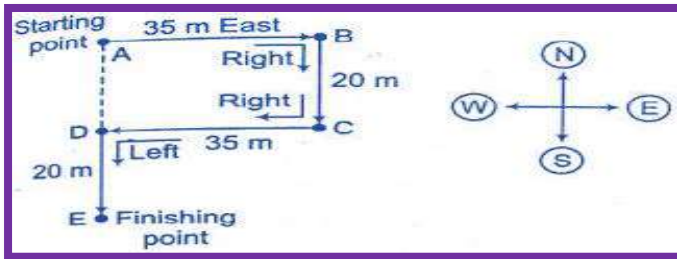 Starting
point
35 m East
A
B
Right
20 m
Right
D
C
Left
35 m
20 m
E
Finishing
point
N
W
E
S